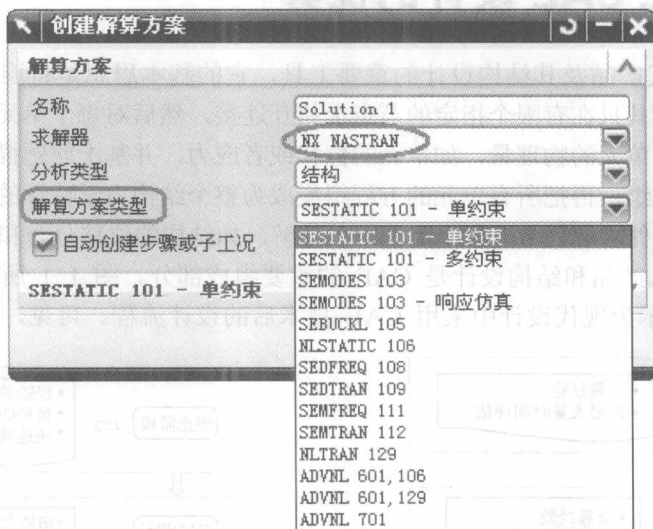 创建解算方案
解算方案
名称 Solution 1
求解器 NX NASTRAN
分析类型 结构
解算方案类型 SESTATIC 101 - 单约束
自动创建步骤或子工况
SESTATIC 101 - 单约束
SESTATIC 101 - 单约束
SESTATIC 101 - 多约束
SEMODES 103
SEMODES 103 - 响应仿真
SEBUCKL 105
NLSTATIC 106
SEDFREQ 108
SEDTRAN 109
SEMFREQ 111
SEMTRAN 112
NLTRAN 129
ADVNL 601,106
ADVNL 601,129
ADVNL 701